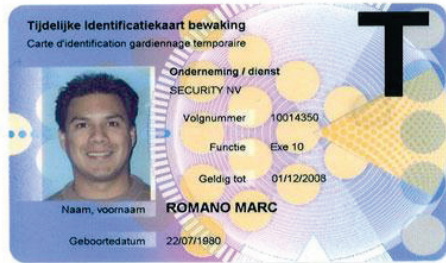 Tijdelijke Identificatiekaart bewaking
Carte d'identification gardiennage temporaire
T
Onderneming / dienst
SECURITY NV
Volgnummer 10014350
Functie Exe 10
Geldig tot 01/12/2008
Naam, voornaam ROMANO MARC
Geboortedatum 22/07/1980